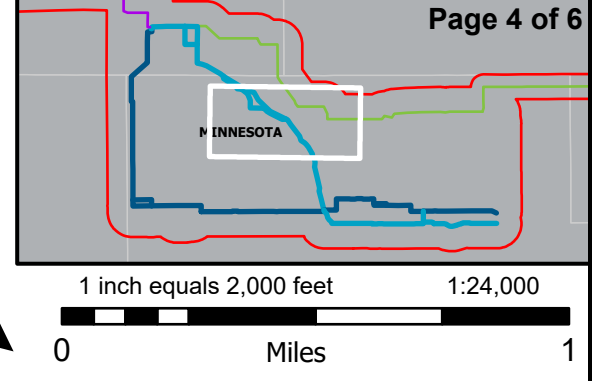 Page 4 of 6
MINNESOTA
1 inch equals 2,000 feet 1:24,000
0 Miles 1